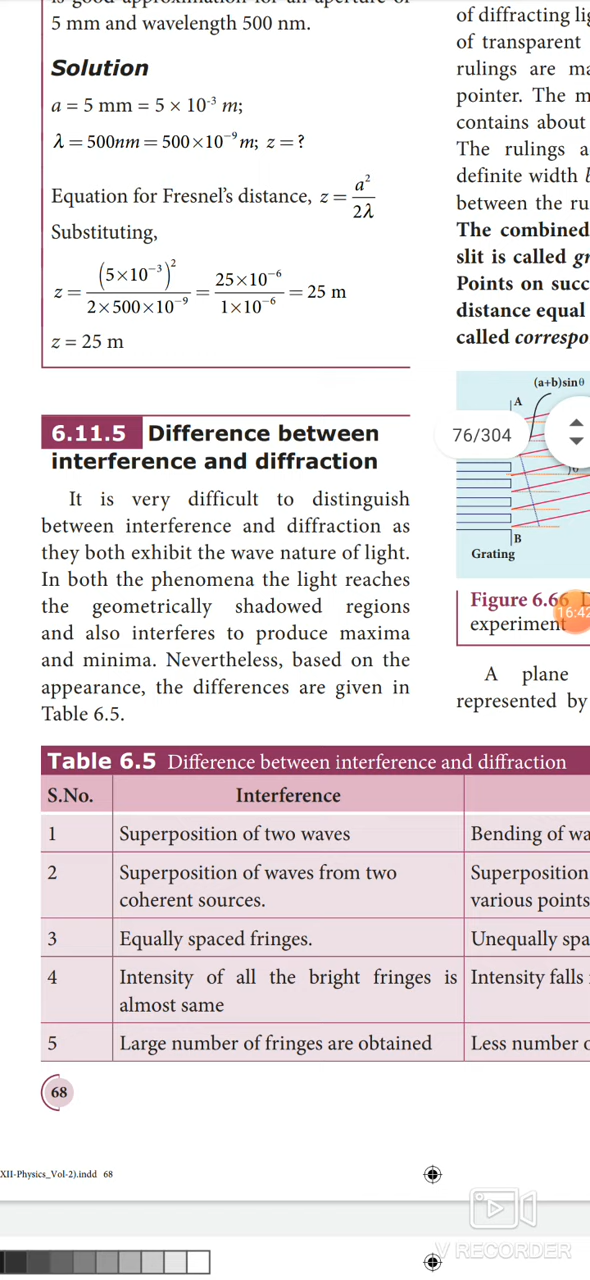 5 mm and wavelength 500 nm.
Solution
a = 5 mm = 5 × 10⁻³ m;
λ = 500nm = 500×10⁻⁹ m; z = ?
Equation for Fresnel's distance, z = a²/2λ
Substituting,
z = (5×10⁻³)²/2×500×10⁻⁹ = 25×10⁻⁶/1×10⁻⁶ = 25 m
z = 25 m
6.11.5 Difference between
interference and diffraction
It is very difficult to distinguish
between interference and diffraction as
they both exhibit the wave nature of light.
In both the phenomena the light reaches
the geometrically shadowed regions
and also interferes to produce maxima
and minima. Nevertheless, based on the
appearance, the differences are given in
Table 6.5.
of diffracting
of transparent
rulings are
pointer. The
contains about
The rulings
definite width
between the
The combined
slit is called
Points on
distance equal
called
(a+b)sinθ
A
76/304
θ
B
Grating
Figure 6.66
16:42
experiment
A plane
represented by
Table 6.5 Difference between interference and diffraction
S.No. Interference
1 Superposition of two waves Bending of
2 Superposition of waves from two Superposition
coherent sources. various points
3 Equally spaced fringes. Unequally
4 Intensity of all the bright fringes is Intensity falls
almost same
5 Large number of fringes are obtained Less number
68
XII-Physics_Vol-2).indd 68
V RECORDER